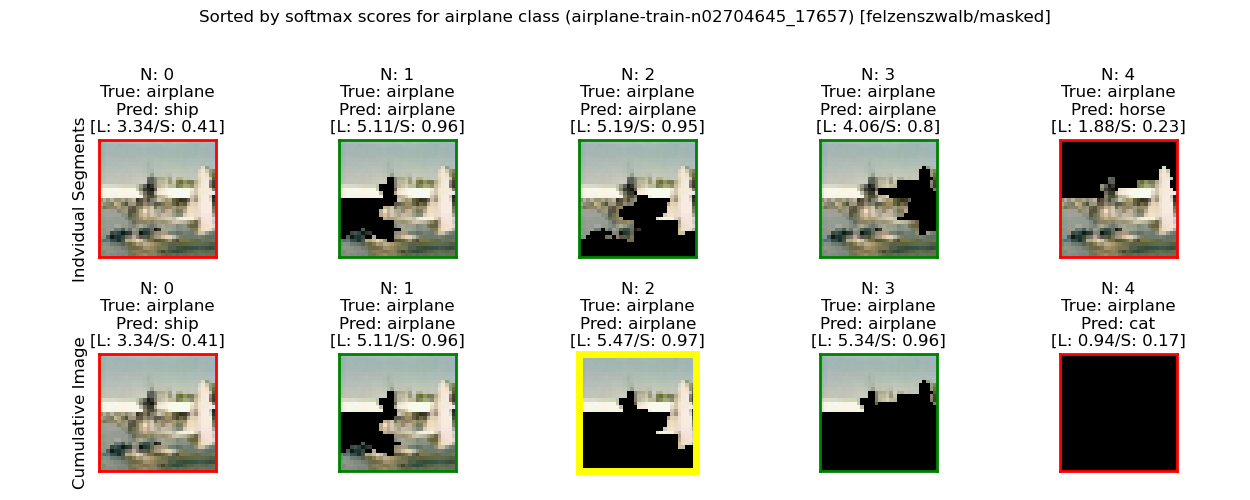 Sorted by softmax scores for airplane class (airplane-train-n02704645_17657) [felzenszwalb/masked]
Indvidual Segments
N: 0
True: airplane
Pred: ship
[L: 3.34/S: 0.41]
N: 1
True: airplane
Pred: airplane
[L: 5.11/S: 0.96]
N: 2
True: airplane
Pred: airplane
[L: 5.19/S: 0.95]
N: 3
True: airplane
Pred: airplane
[L: 4.06/S: 0.8]
N: 4
True: airplane
Pred: horse
[L: 1.88/S: 0.23]
Cumulative Image
N: 0
True: airplane
Pred: ship
[L: 3.34/S: 0.41]
N: 1
True: airplane
Pred: airplane
[L: 5.11/S: 0.96]
N: 2
True: airplane
Pred: airplane
[L: 5.47/S: 0.97]
N: 3
True: airplane
Pred: airplane
[L: 5.34/S: 0.96]
N: 4
True: airplane
Pred: cat
[L: 0.94/S: 0.17]